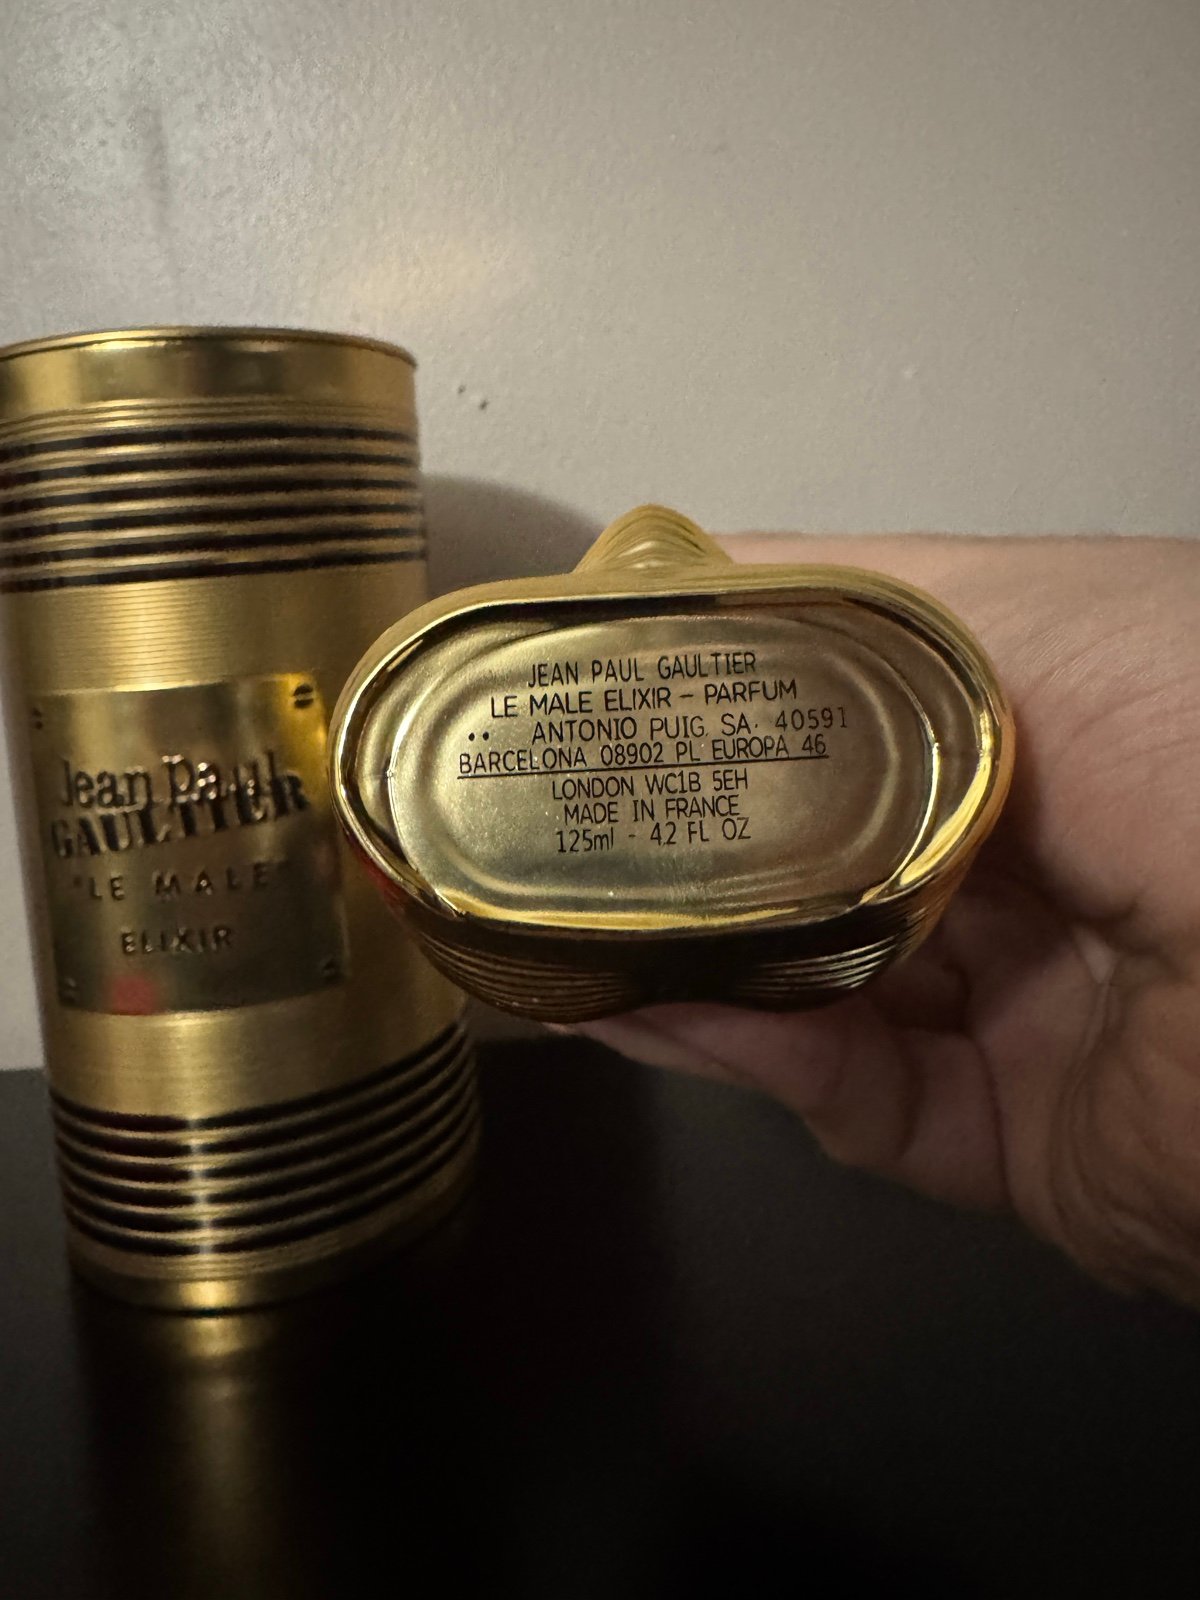 Jean Paul
GAULTIER
"LE MALE"
ELIXIR
JEAN PAUL GAULTIER
LE MALE ELIXIR - PARFUM
.. ANTONIO PUIG. SA. 40591
BARCELONA 08902 PL EUROPA 46
LONDON WC1B 5EH
MADE IN FRANCE
125ml - 4.2 FL OZ